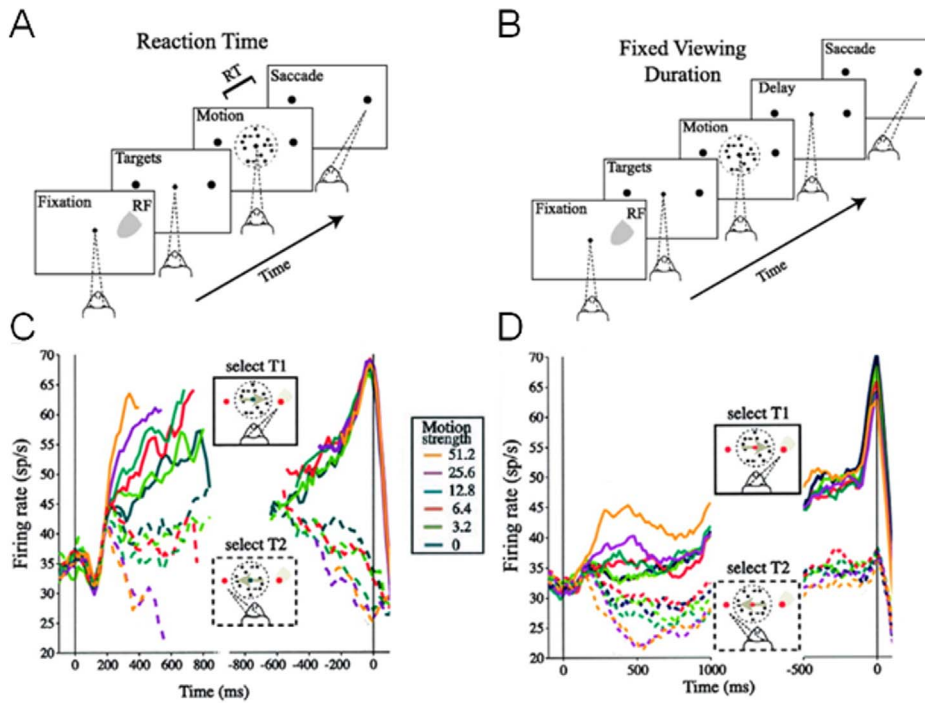 A
Reaction Time
RT
Saccade
Motion
Targets
Fixation
RF
Time
B
Fixed Viewing
Duration
Saccade
Delay
Motion
Targets
Fixation
RF
Time
C
Firing rate (sp/s)
70
65
60
55
50
45
40
35
30
25
20
0 200 400 600 800
-800 -600 -400 -200 0
Time (ms)
select T1
select T2
Motion
strength
51.2
25.6
12.8
6.4
3.2
0
D
Firing rate (sp/s)
70
65
60
55
50
45
40
35
30
25
20
0 500 1000
-500 0
Time (ms)
select T1
select T2